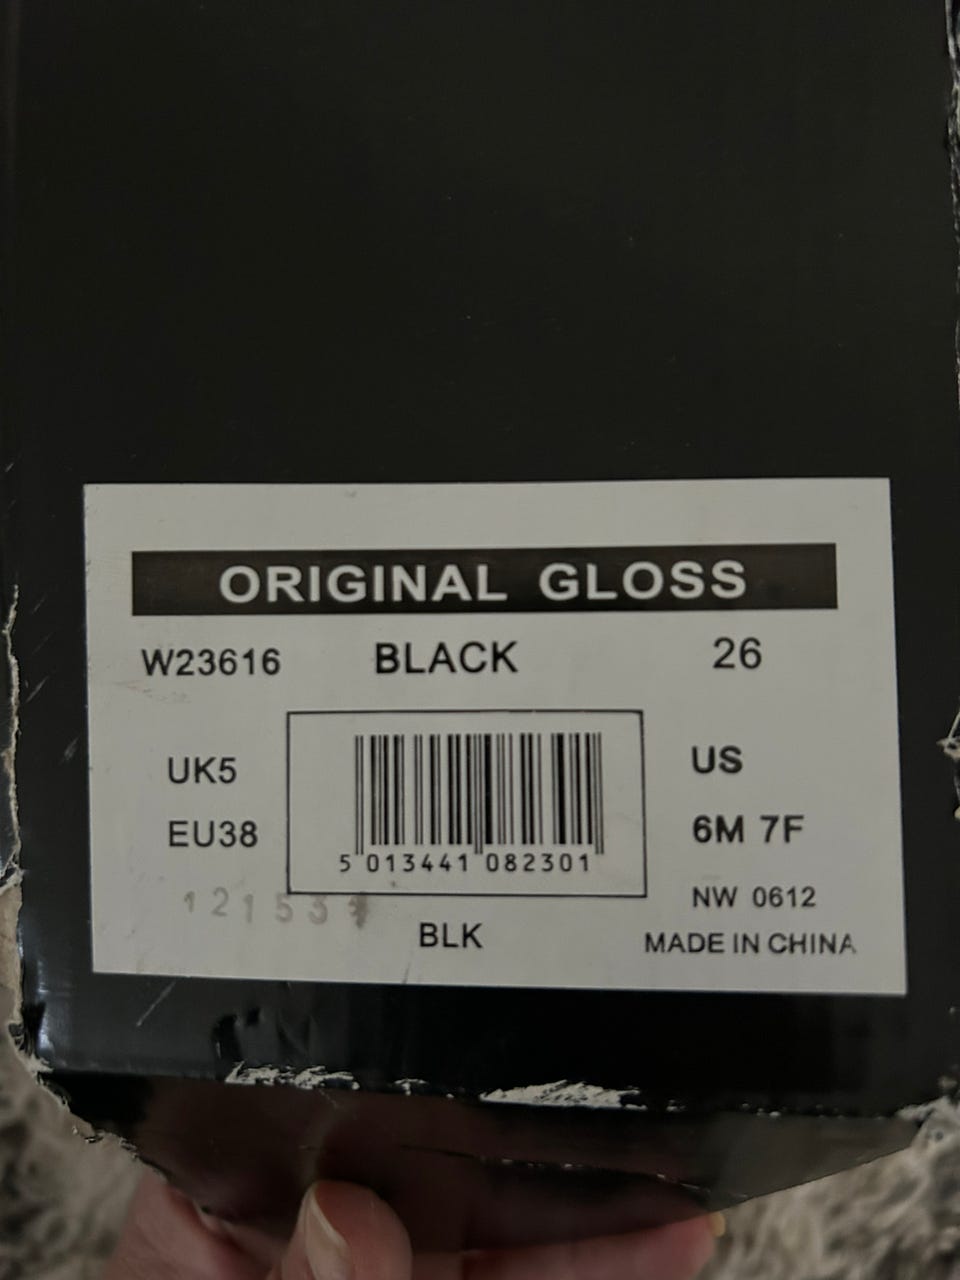 ORIGINAL GLOSS
W23616 BLACK 26
UK5 US
EU38 6M 7F
5 013441 082301
NW 0612
BLK MADE IN CHINA